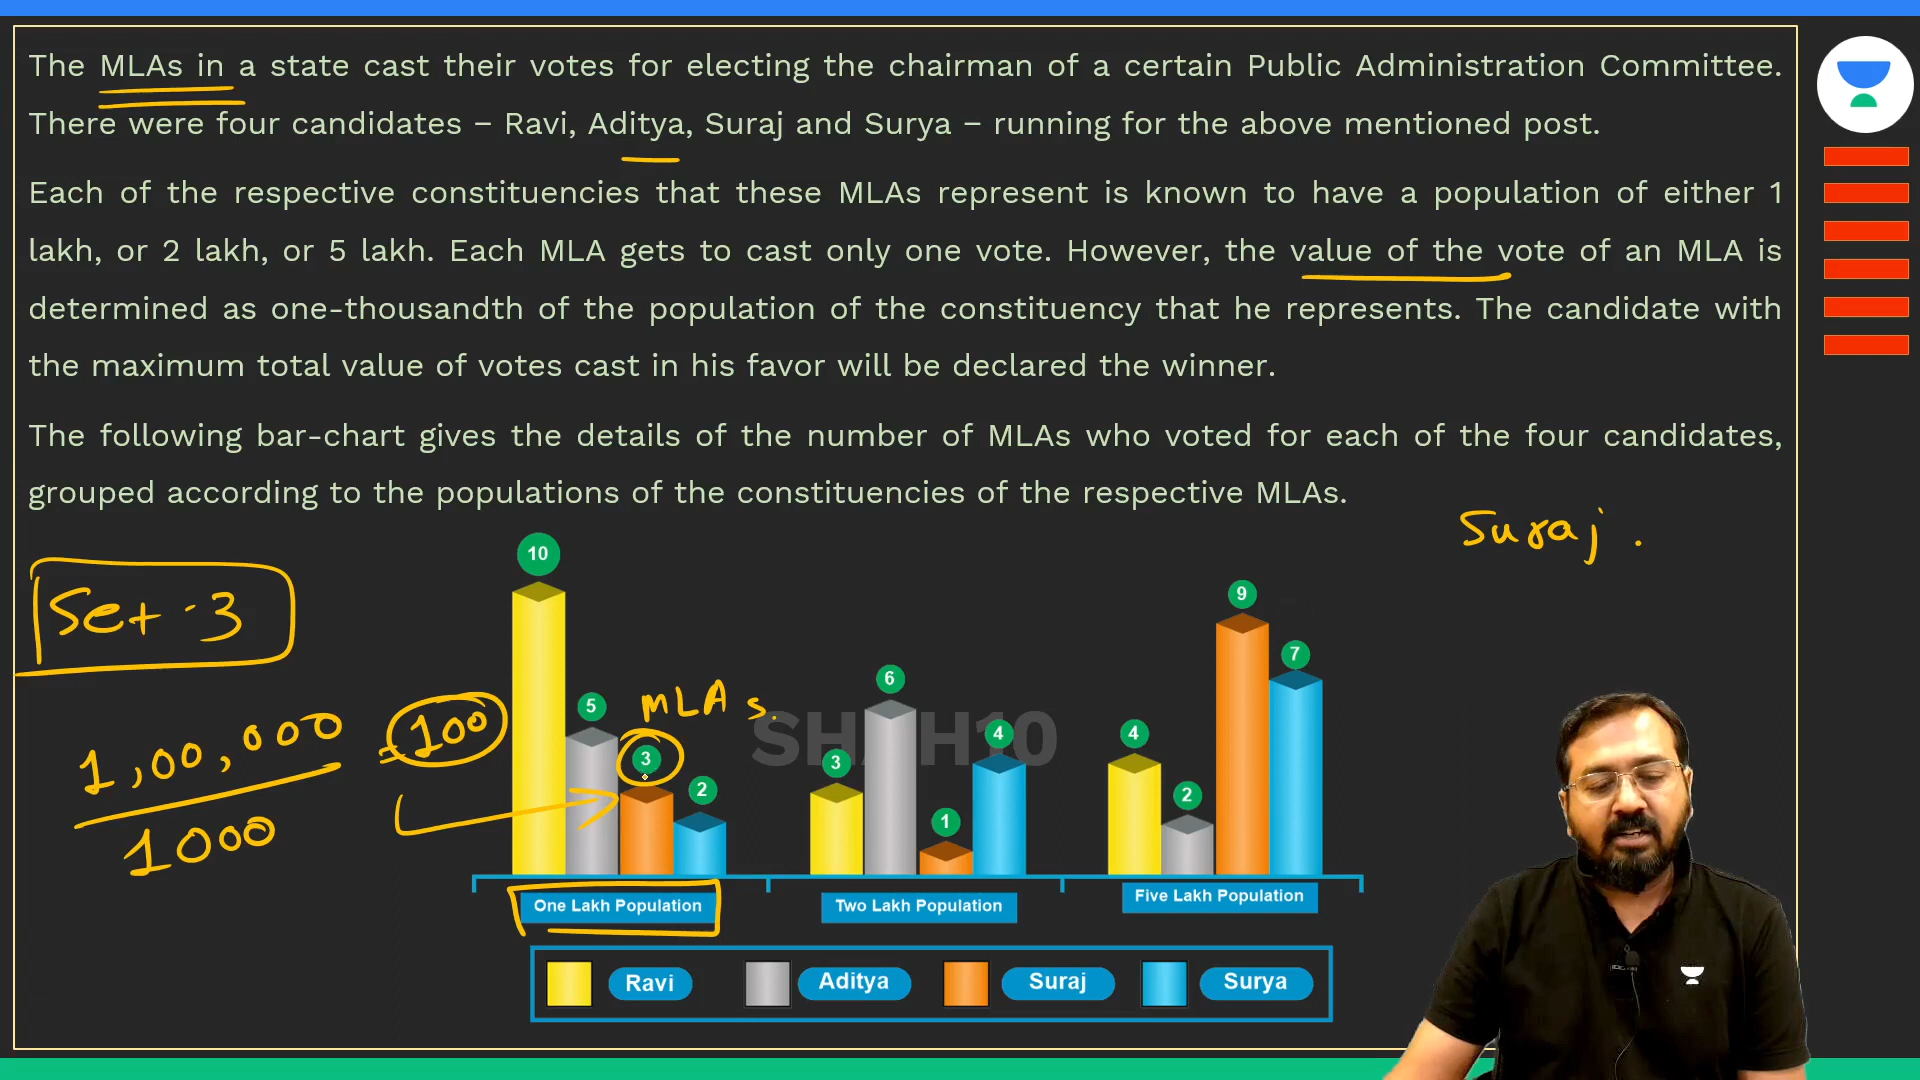 The MLAs in a state cast their votes for electing the chairman of a certain Public Administration Committee.
There were four candidates – Ravi, Aditya, Suraj and Surya – running for the above mentioned post.
Each of the respective constituencies that these MLAs represent is known to have a population of either 1
lakh, or 2 lakh, or 5 lakh. Each MLA gets to cast only one vote. However, the value of the vote of an MLA is
determined as one-thousandth of the population of the constituency that he represents. The candidate with
the maximum total value of votes cast in his favor will be declared the winner.
The following bar-chart gives the details of the number of MLAs who voted for each of the four candidates,
grouped according to the populations of the constituencies of the respective MLAs.
Suraj.
Set-3
1,00,000
1000
=100
MLAs.
SHAH10
10
5
3
2
3
6
1
4
4
2
9
7
One Lakh Population
Two Lakh Population
Five Lakh Population
Ravi
Aditya
Suraj
Surya